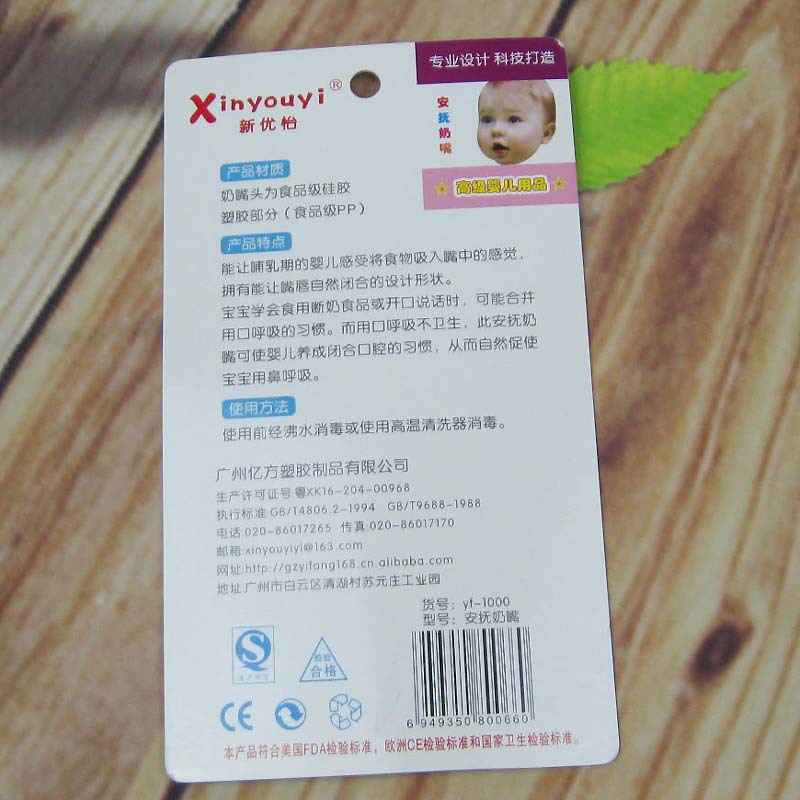 专业设计 科技打造
Xinyouyi®
新优怡
安抚奶嘴
高级婴儿用品
产品材质
奶嘴头为食品级硅胶
塑胶部分（食品级PP）
产品特点
能让哺乳期的婴儿感受将食物吸入嘴中的感觉，
拥有能让嘴唇自然闭合的设计形状。
宝宝学会食用断奶食品或开口说话时，可能合并
用口呼吸的习惯。而用口呼吸不卫生，此安抚奶
嘴可使婴儿养成闭合口腔的习惯，从而自然促使
宝宝用鼻呼吸。
使用方法
使用前经沸水消毒或使用高温清洗器消毒。
广州亿方塑胶制品有限公司
生产许可证号:粤XK16-204-00968
执行标准:GB/T4806.2-1994 GB/T9688-1988
电话:020-86017265 传真:020-86017170
邮箱:xinyouyiyi@163.com
网址:http://gzyifang168.cn.alibaba.com
地址:广州市白云区清湖村苏元庄工业园
货号：yf-1000
型号：安抚奶嘴
生产许可
检验
合格
CE
6 949350 800660
本产品符合美国FDA检验标准，欧洲CE检验标准和国家卫生检验标准。